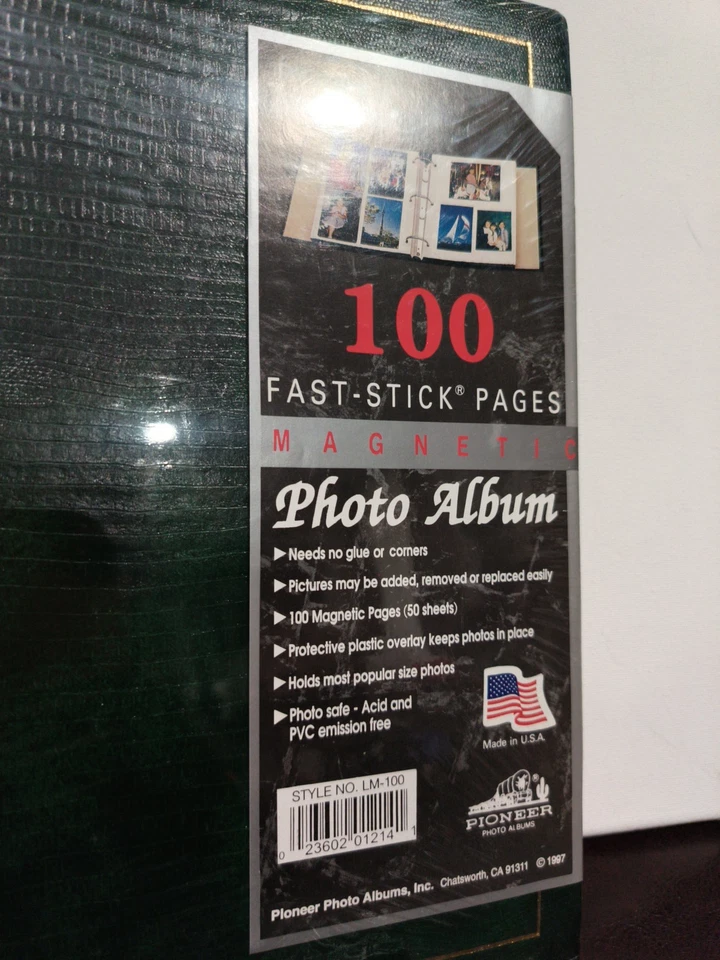 100
FAST-STICK® PAGES
MAGNETIC
Photo Album
▶Needs no glue or corners
▶Pictures may be added, removed or replaced easily
▶100 Magnetic Pages (50 sheets)
▶Protective plastic overlay keeps photos in place
▶Holds most popular size photos
▶Photo safe - Acid and
PVC emission free
Made in U.S.A.
STYLE NO. LM-100
0 23602 01214 1
®
PIONEER
PHOTO ALBUMS
Pioneer Photo Albums, Inc. Chatsworth, CA 91311 © 1997